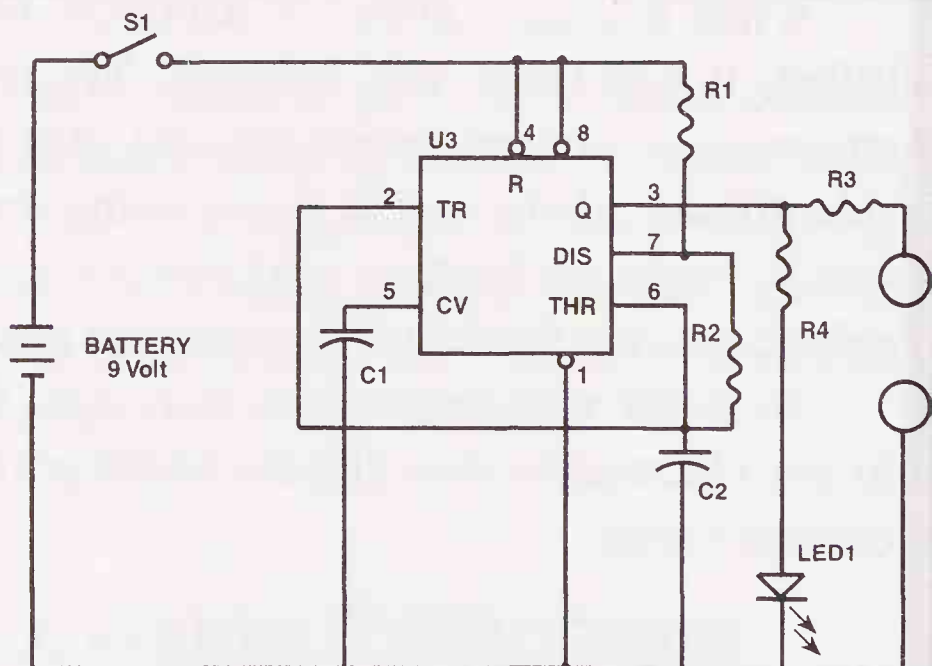 S1
R1
U3
4
8
R
2
TR
Q
3
R3
DIS
7
5
CV
THR
6
R2
R4
BATTERY
9 Volt
C1
1
C2
LED1